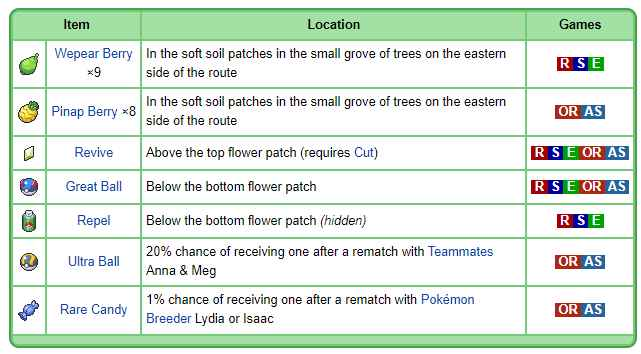 Item Location Games
Wepear Berry
×9
In the soft soil patches in the small grove of trees on the eastern
side of the route
R S E
Pinap Berry ×8
In the soft soil patches in the small grove of trees on the eastern
side of the route
OR AS
Revive
Above the top flower patch (requires Cut)
R S E OR AS
Great Ball
Below the bottom flower patch
R S E OR AS
Repel
Below the bottom flower patch (hidden)
R S E
Ultra Ball
20% chance of receiving one after a rematch with Teammates
Anna & Meg
OR AS
Rare Candy
1% chance of receiving one after a rematch with Pokémon
Breeder Lydia or Isaac
OR AS